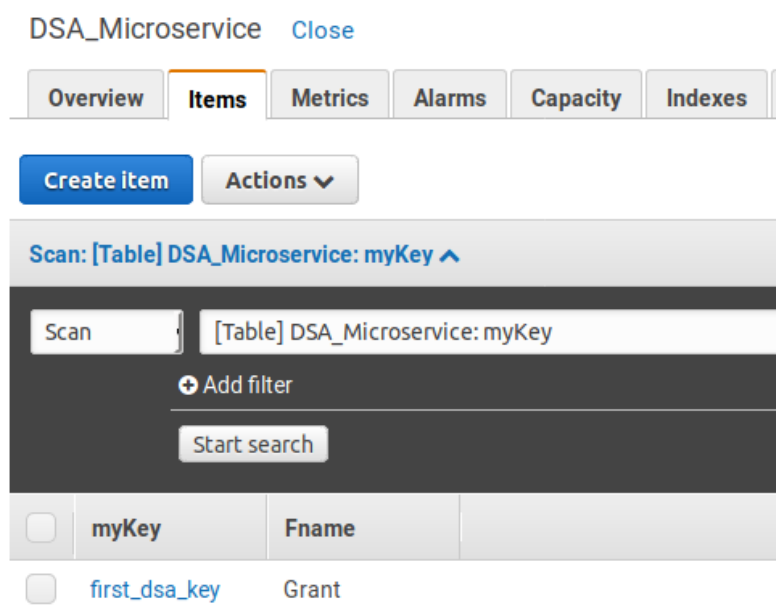 DSA_Microservice Close
Overview Items Metrics Alarms Capacity Indexes
Create item Actions
Scan: [Table] DSA_Microservice: myKey
Scan [Table] DSA_Microservice: myKey
Add filter
Start search
myKey Fname
first_dsa_key Grant